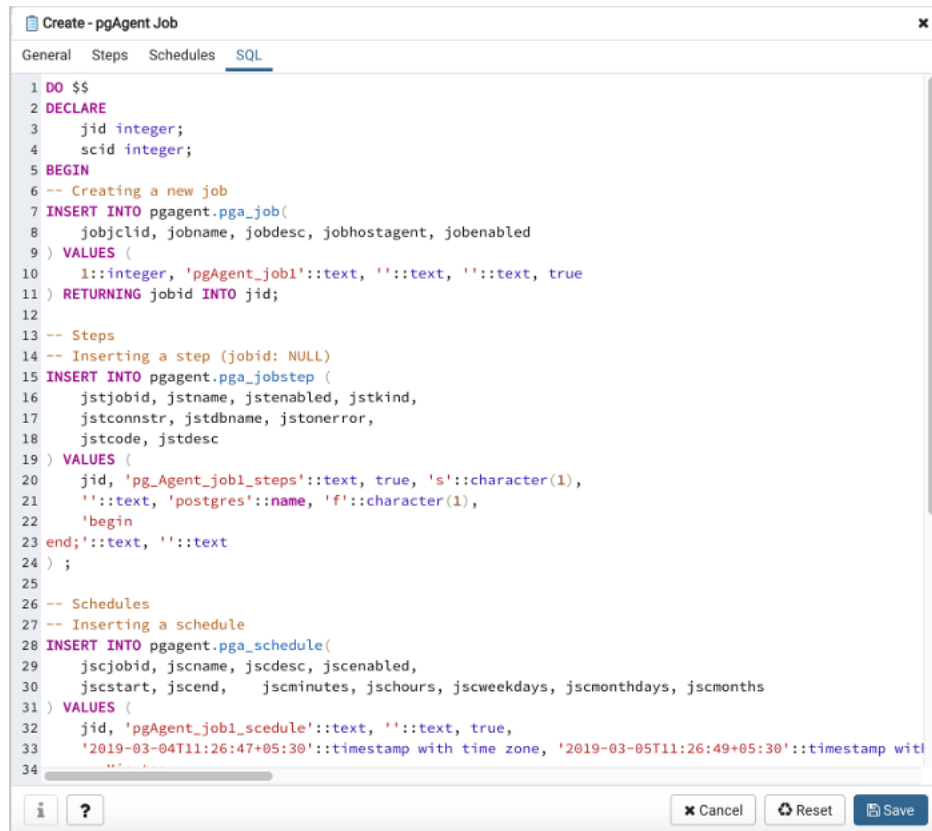 Create - pgAgent Job
General Steps Schedules SQL
1 DO $$
2 DECLARE
3     jid integer;
4     scid integer;
5 BEGIN
6 -- Creating a new job
7 INSERT INTO pgagent.pga_job(
8     jobjclid, jobname, jobdesc, jobhostagent, jobenabled
9 ) VALUES (
10     1::integer, 'pgAgent_job1'::text, ''::text, ''::text, true
11 ) RETURNING jobid INTO jid;
12
13 -- Steps
14 -- Inserting a step (jobid: NULL)
15 INSERT INTO pgagent.pga_jobstep (
16     jstjobid, jstname, jstenabled, jstkind,
17     jstconnstr, jstdbname, jstonerror,
18     jstcode, jstdesc
19 ) VALUES (
20     jid, 'pg_Agent_job1_steps'::text, true, 's'::character(1),
21     ''::text, 'postgres'::name, 'f'::character(1),
22     'begin
23 end;'::text, ''::text
24 ) ;
25
26 -- Schedules
27 -- Inserting a schedule
28 INSERT INTO pgagent.pga_schedule(
29     jscjobid, jscname, jscdesc, jscenabled,
30     jscstart, jscend,    jscminutes, jschours, jscweekdays, jscmonthdays, jscmonths
31 ) VALUES (
32     jid, 'pgAgent_job1_scedule'::text, ''::text, true,
33     '2019-03-04T11:26:47+05:30'::timestamp with time zone, '2019-03-05T11:26:49+05:30'::timestamp with
34
i ? Cancel Reset Save